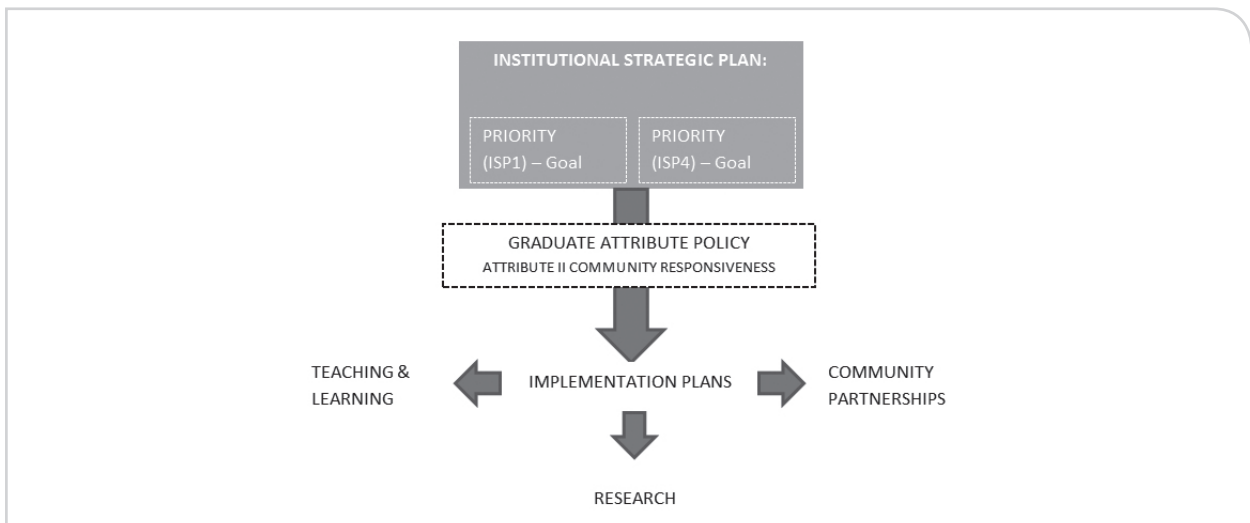 INSTITUTIONAL STRATEGIC PLAN:
PRIORITY
(ISP1) – Goal
PRIORITY
(ISP4) – Goal
GRADUATE ATTRIBUTE POLICY
ATTRIBUTE II COMMUNITY RESPONSIVENESS
TEACHING &
LEARNING
IMPLEMENTATION PLANS
COMMUNITY
PARTNERSHIPS
RESEARCH